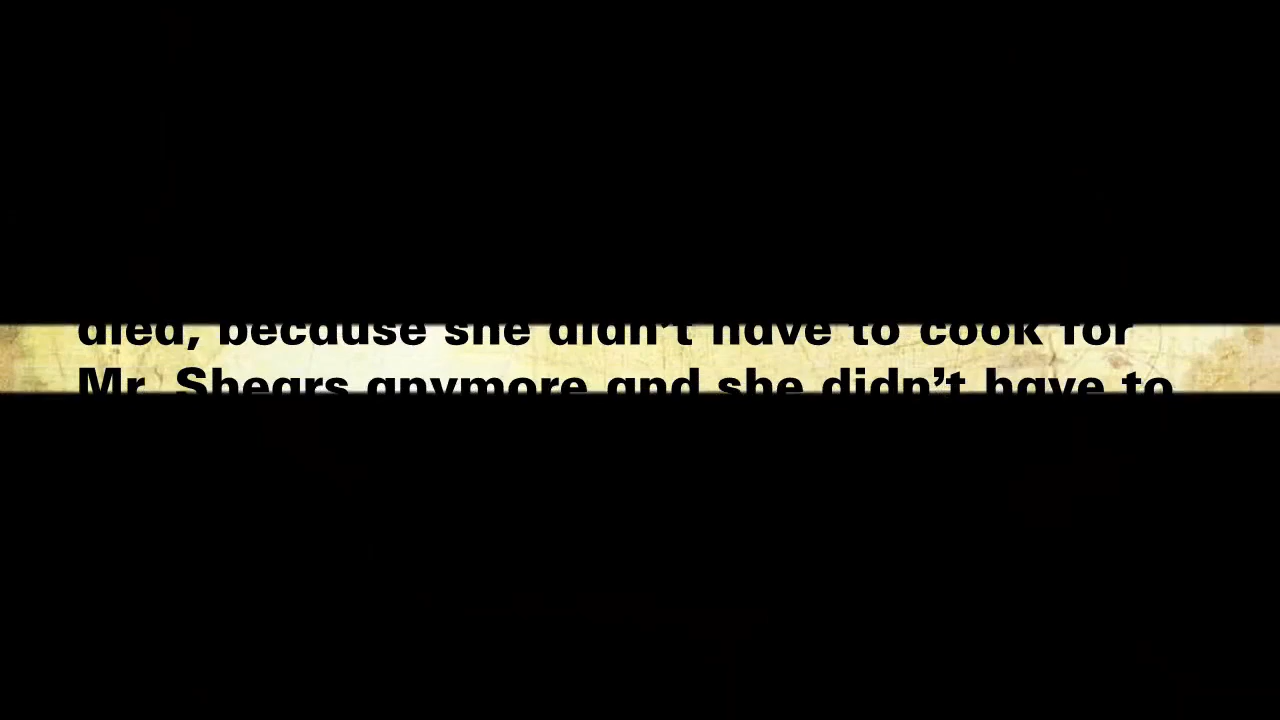 died, because she didn't have to cook for
Mr. Shears anymore and she didn't have to